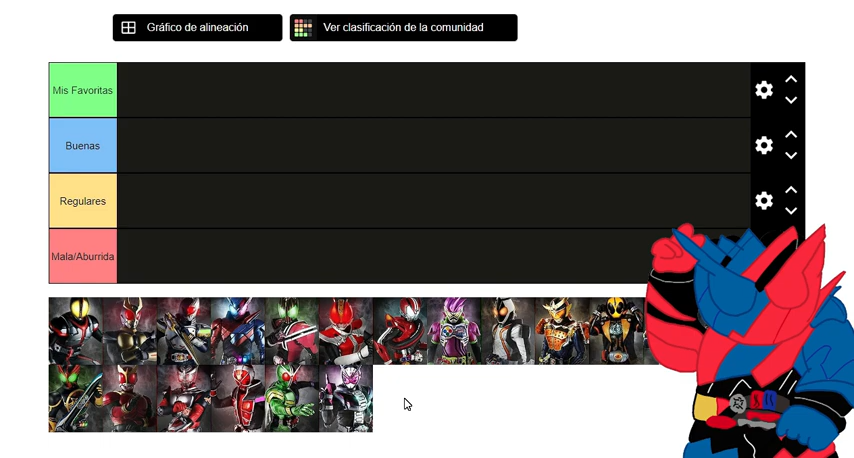 Gráfico de alineación
Ver clasificación de la comunidad
Mis Favoritas
Buenas
Regulares
Mala/Aburrida